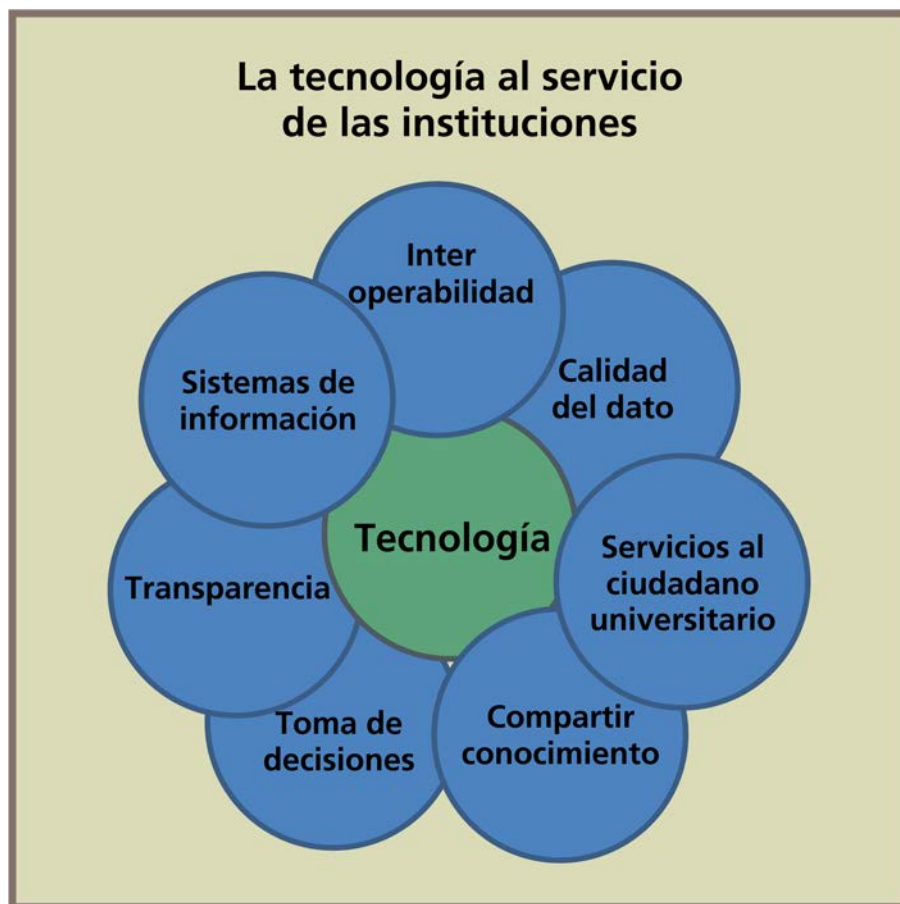 La tecnología al servicio
de las instituciones
Inter
operabilidad
Calidad
del dato
Sistemas de
información
Tecnología
Servicios al
ciudadano
universitario
Transparencia
Compartir
conocimiento
Toma de
decisiones